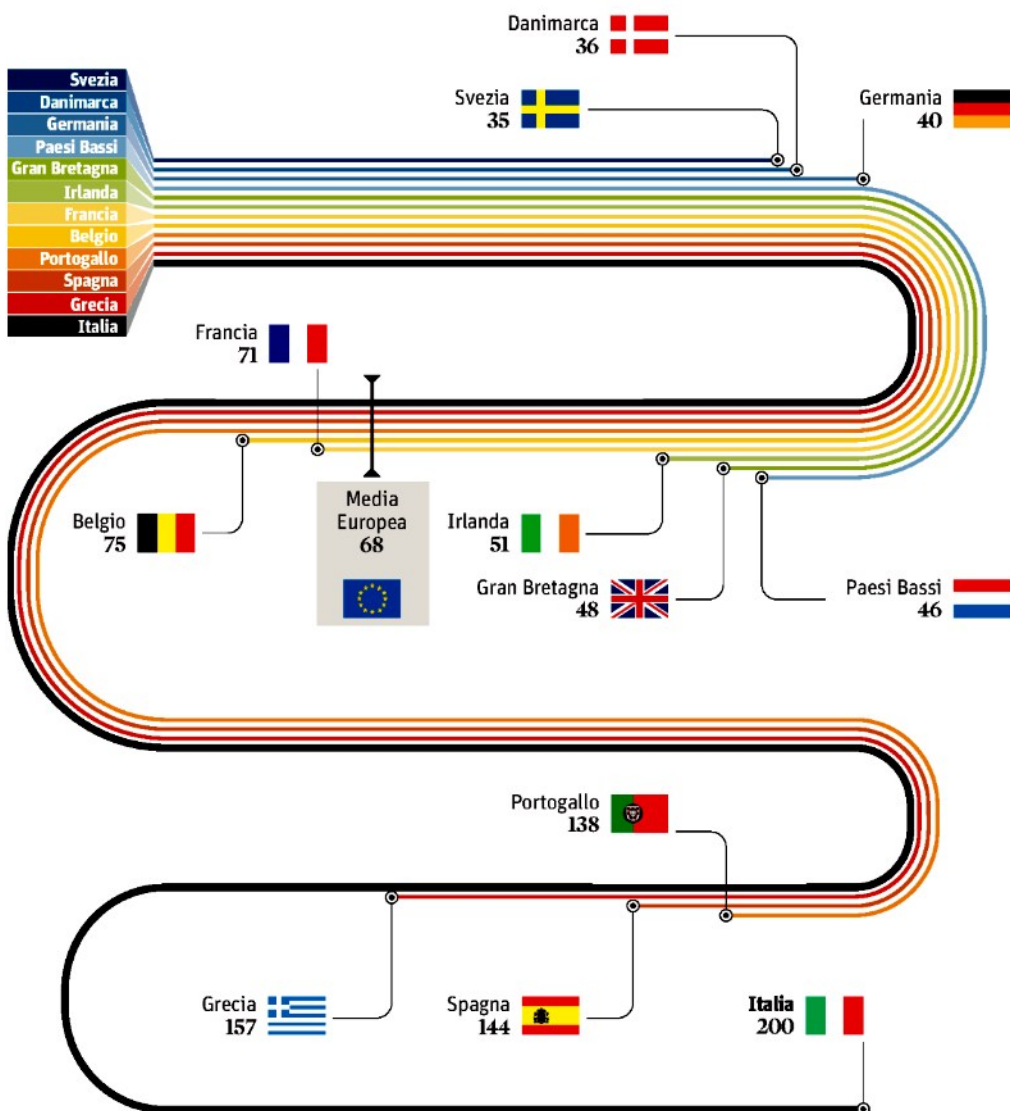 Danimarca
36
Svezia
35
Germania
40
Svezia
Danimarca
Germania
Paesi Bassi
Gran Bretagna
Irlanda
Francia
Belgio
Portogallo
Spagna
Grecia
Italia
Francia
71
Belgio
75
Media
Europea
68
Irlanda
51
Gran Bretagna
48
Paesi Bassi
46
Portogallo
138
Grecia
157
Spagna
144
Italia
200